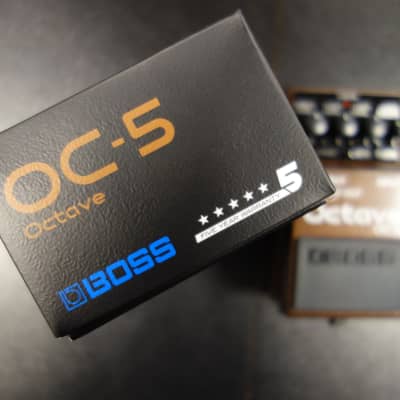 OC-5
Octave
BOSS
★★★★★ 5
FIVE YEAR WARRANTY
Octave